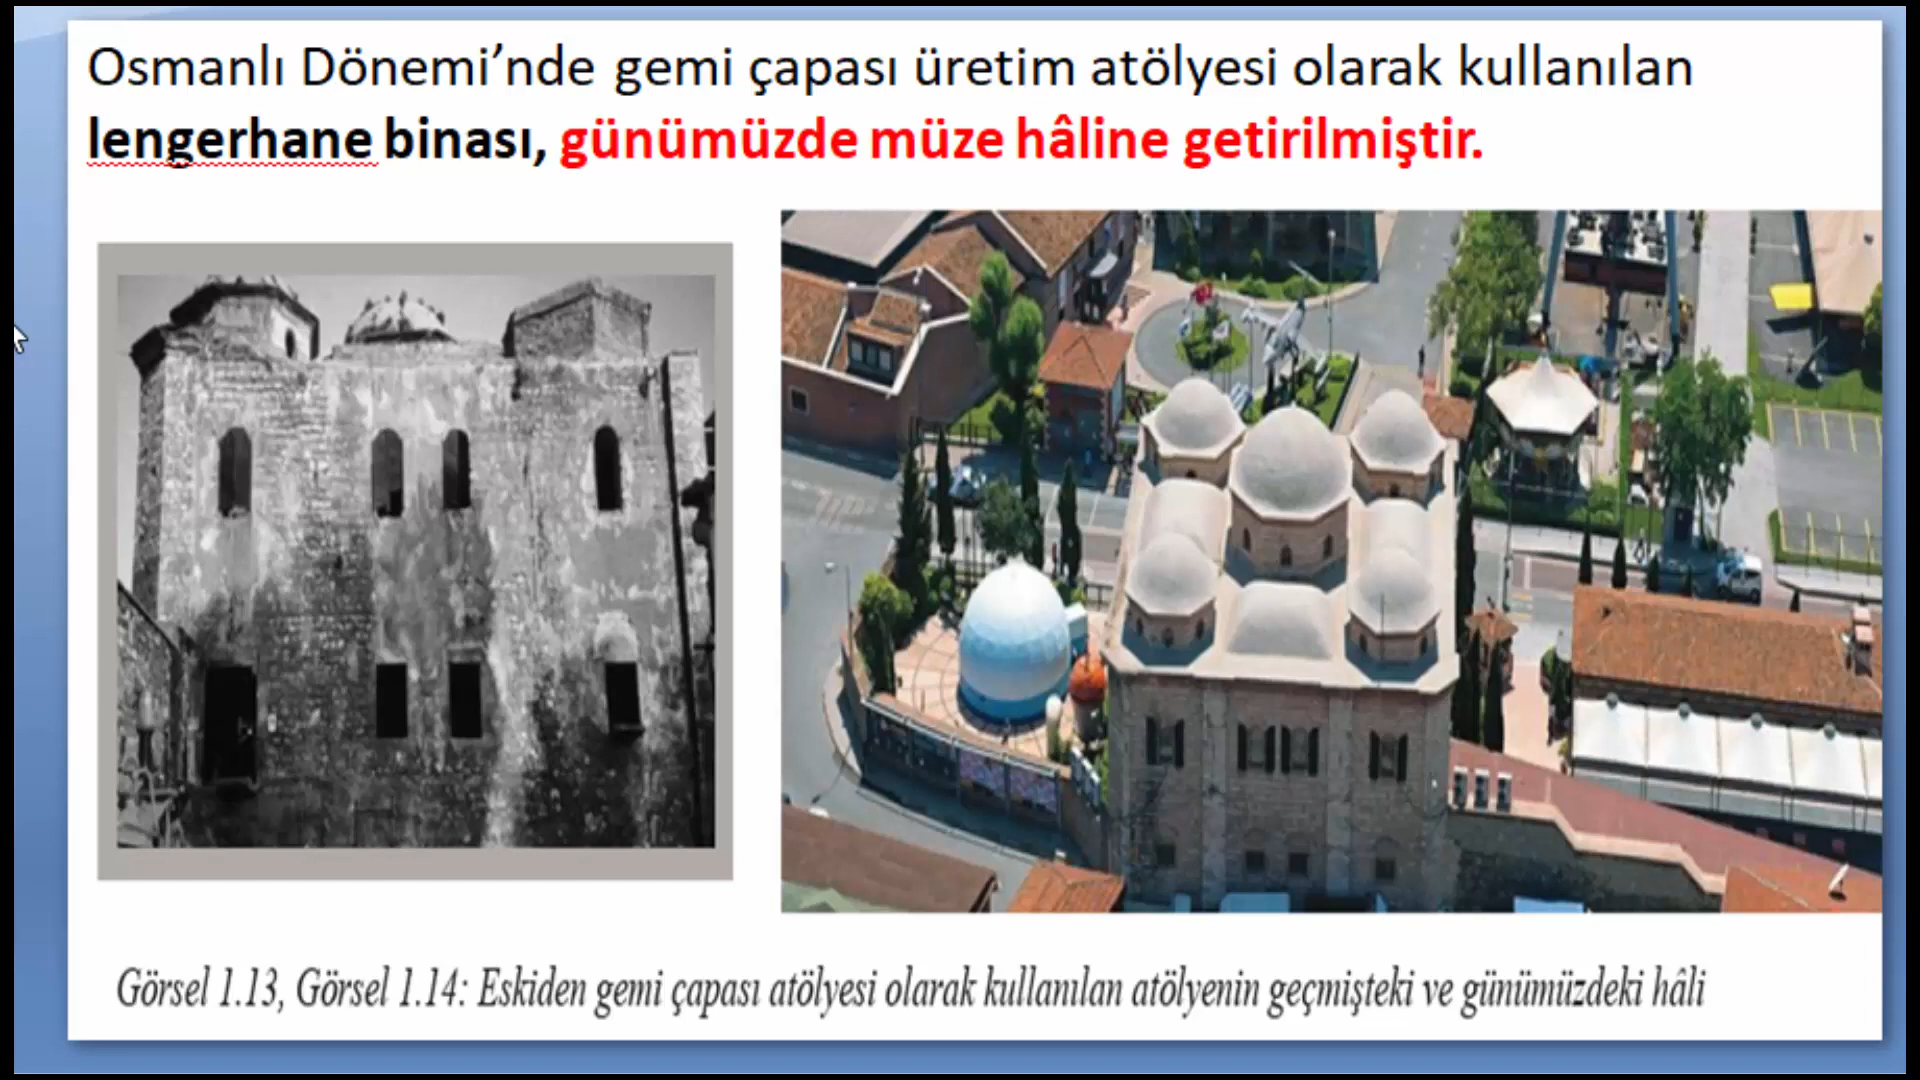 Osmanlı Dönemi’nde gemi çapası üretim atölyesi olarak kullanılan
lengerhane binası, günümüzde müze hâline getirilmiştir.
Görsel 1.13, Görsel 1.14: Eskiden gemi çapası atölyesi olarak kullanılan atölyenin geçmişteki ve günümüzdeki hâli